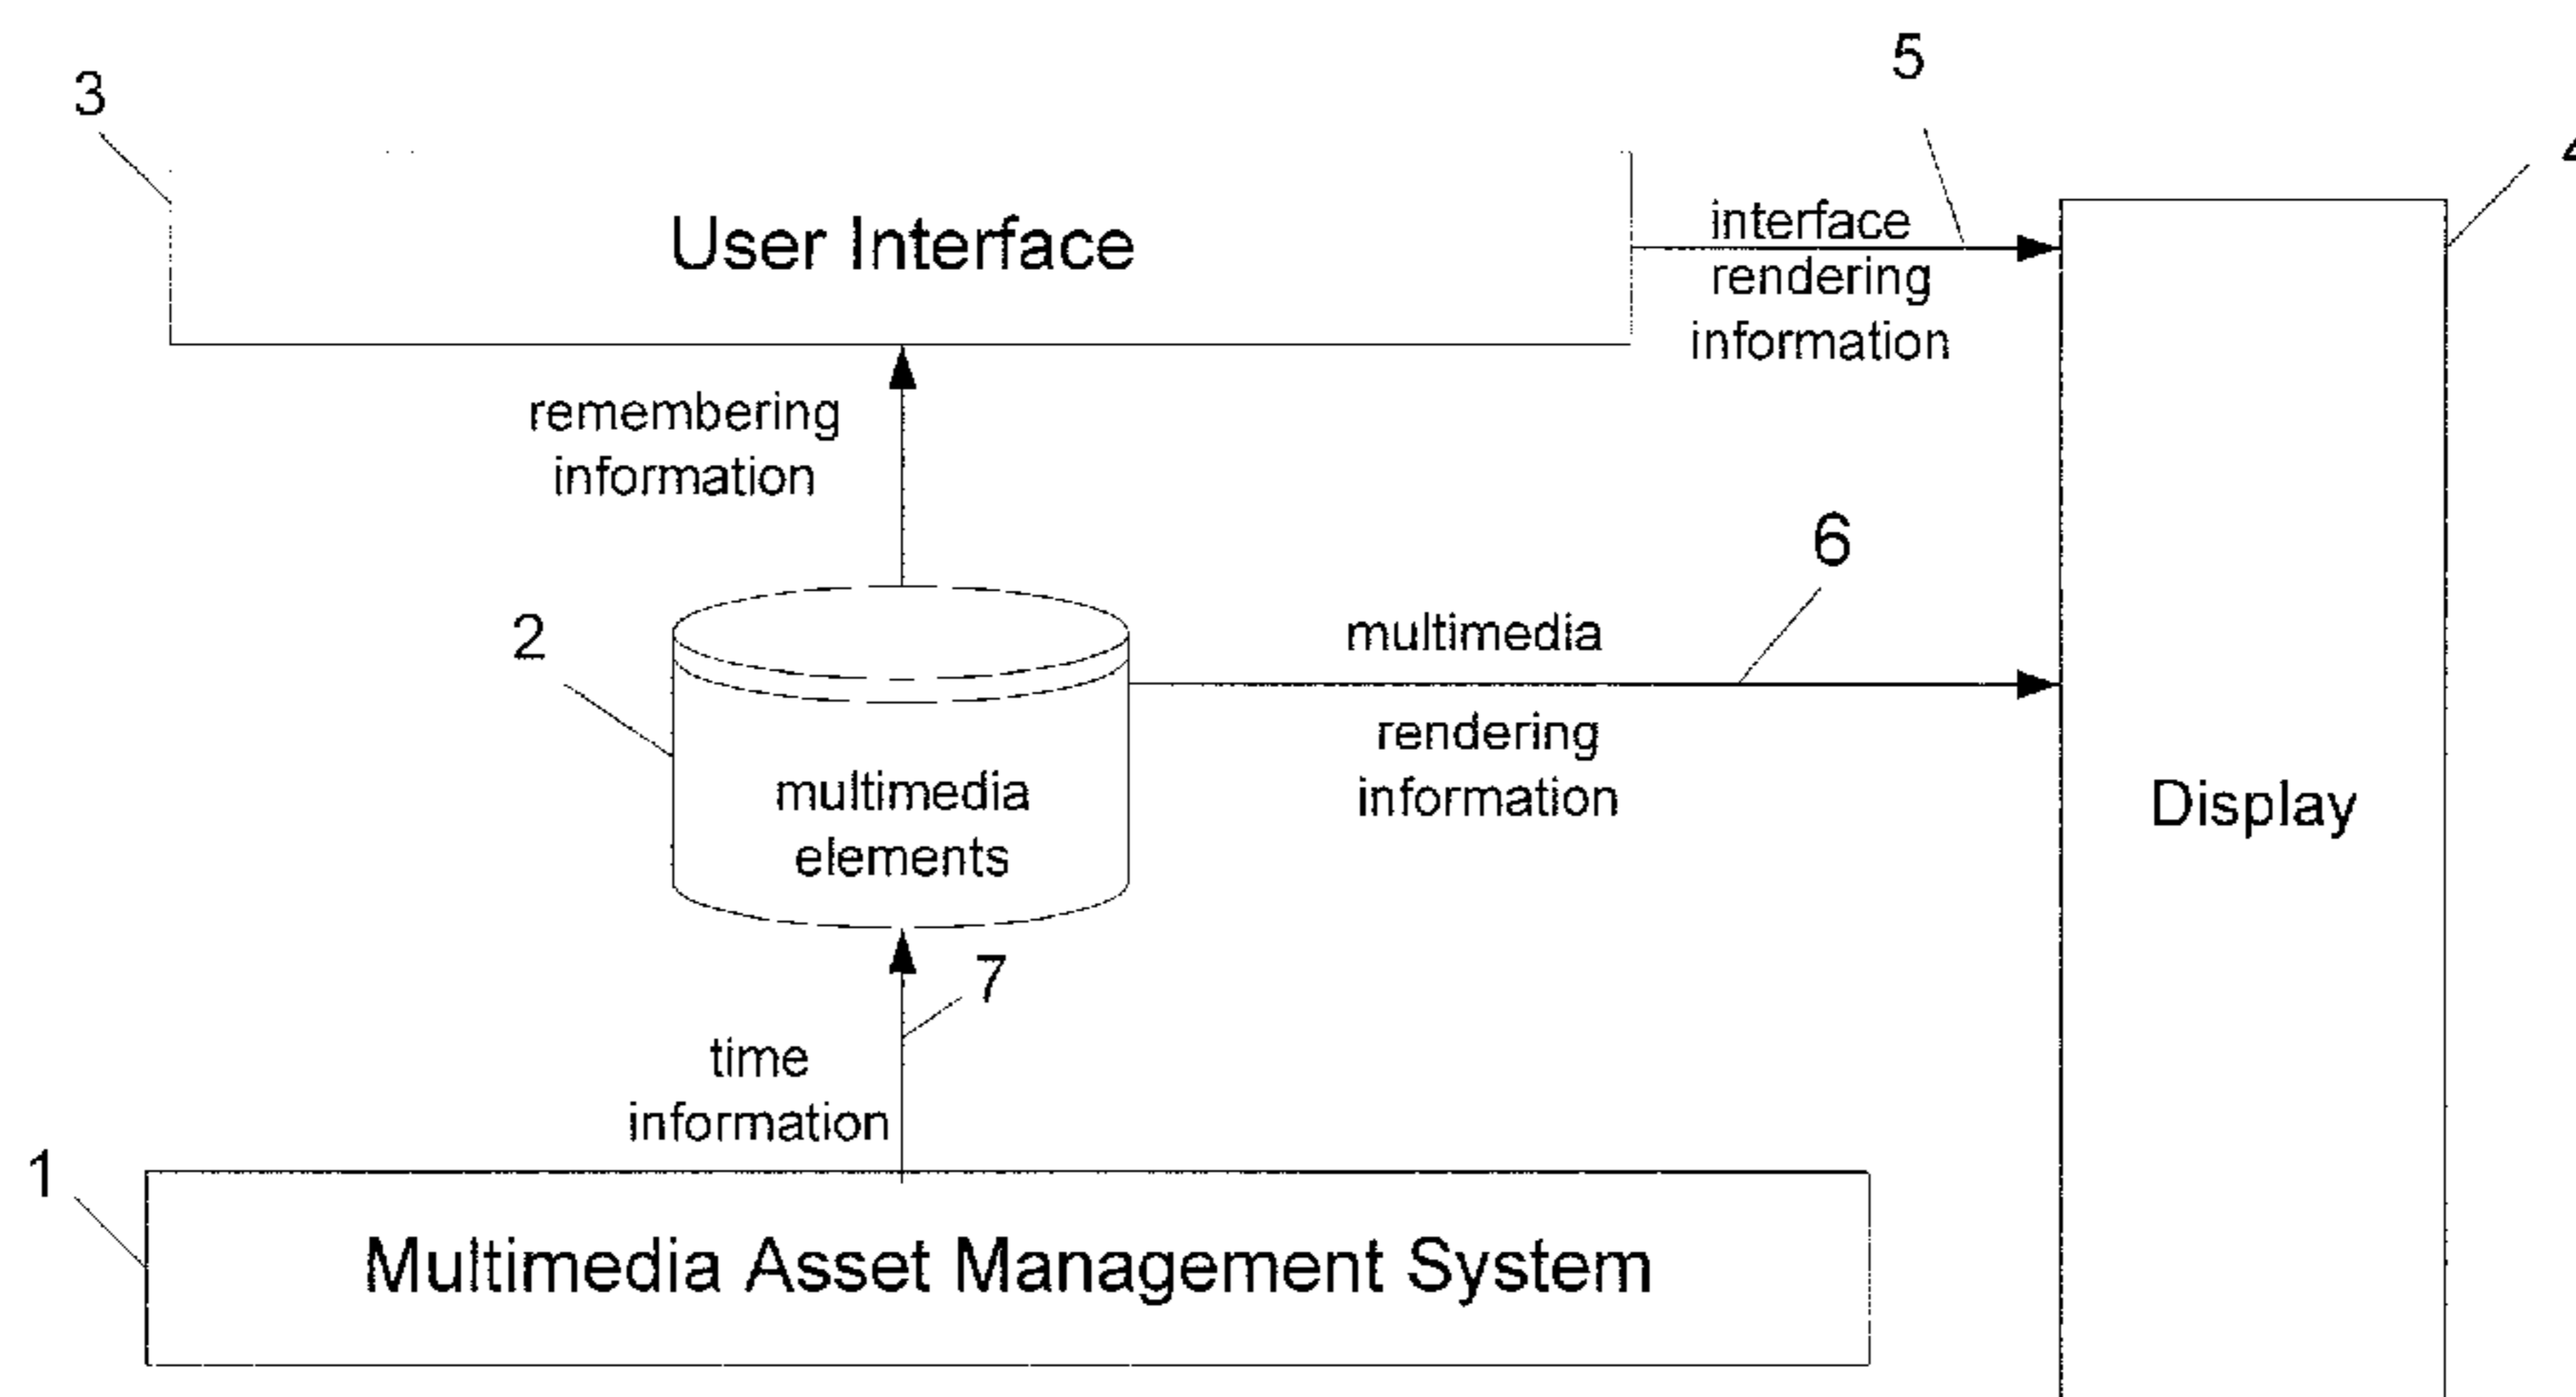 5
3
4
User Interface
interface
rendering
information
remembering
information
6
2
multimedia
rendering
information
multimedia
elements
Display
7
time
information
1
Multimedia Asset Management System